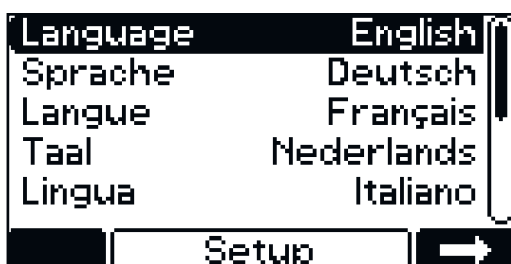 Language English
Sprache Deutsch
Langue Français
Taal Nederlands
Lingua Italiano
Setup